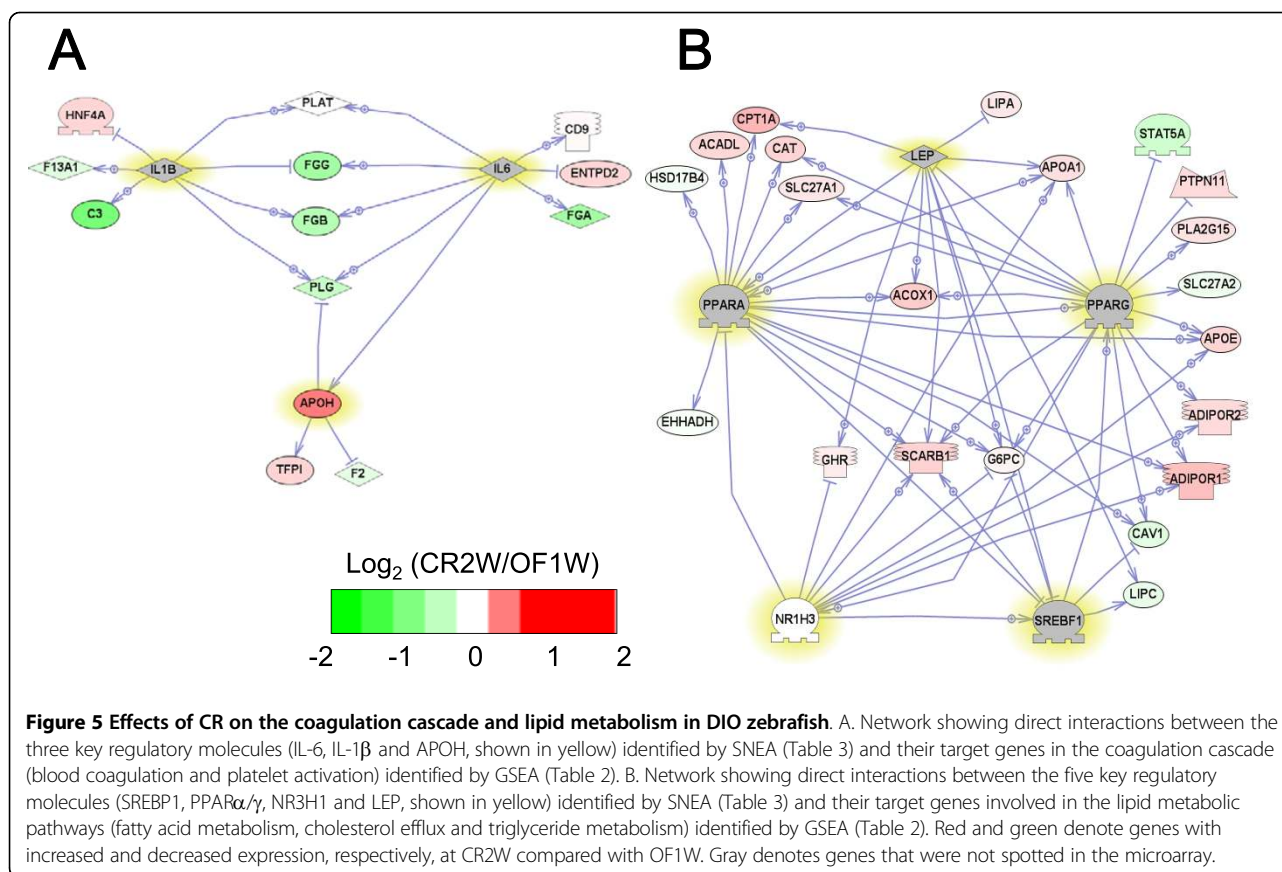 A
B
PLAT
HNF4A
CD9
F13A1
IL1B
FGG
IL6
ENTPD2
C3
FGB
FGA
PLG
APOH
TFPI
F2
Log2 (CR2W/OF1W)
-2 -1 0 1 2
LIPA
CPT1A
STAT5A
ACADL
CAT
LEP
HSD17B4
SLC27A1
APOA1
PTPN11
PLA2G15
SLC27A2
PPARA
ACOX1
PPARG
APOE
EHHADH
ADIPOR2
GHR
SCARB1
G6PC
ADIPOR1
CAV1
LIPC
NR1H3
SREBF1
Figure 5 Effects of CR on the coagulation cascade and lipid metabolism in DIO zebrafish. A. Network showing direct interactions between the
three key regulatory molecules (IL-6, IL-1β and APOH, shown in yellow) identified by SNEA (Table 3) and their target genes in the coagulation cascade
(blood coagulation and platelet activation) identified by GSEA (Table 2). B. Network showing direct interactions between the five key regulatory
molecules (SREBP1, PPARα/γ, NR3H1 and LEP, shown in yellow) identified by SNEA (Table 3) and their target genes involved in the lipid metabolic
pathways (fatty acid metabolism, cholesterol efflux and triglyceride metabolism) identified by GSEA (Table 2). Red and green denote genes with
increased and decreased expression, respectively, at CR2W compared with OF1W. Gray denotes genes that were not spotted in the microarray.